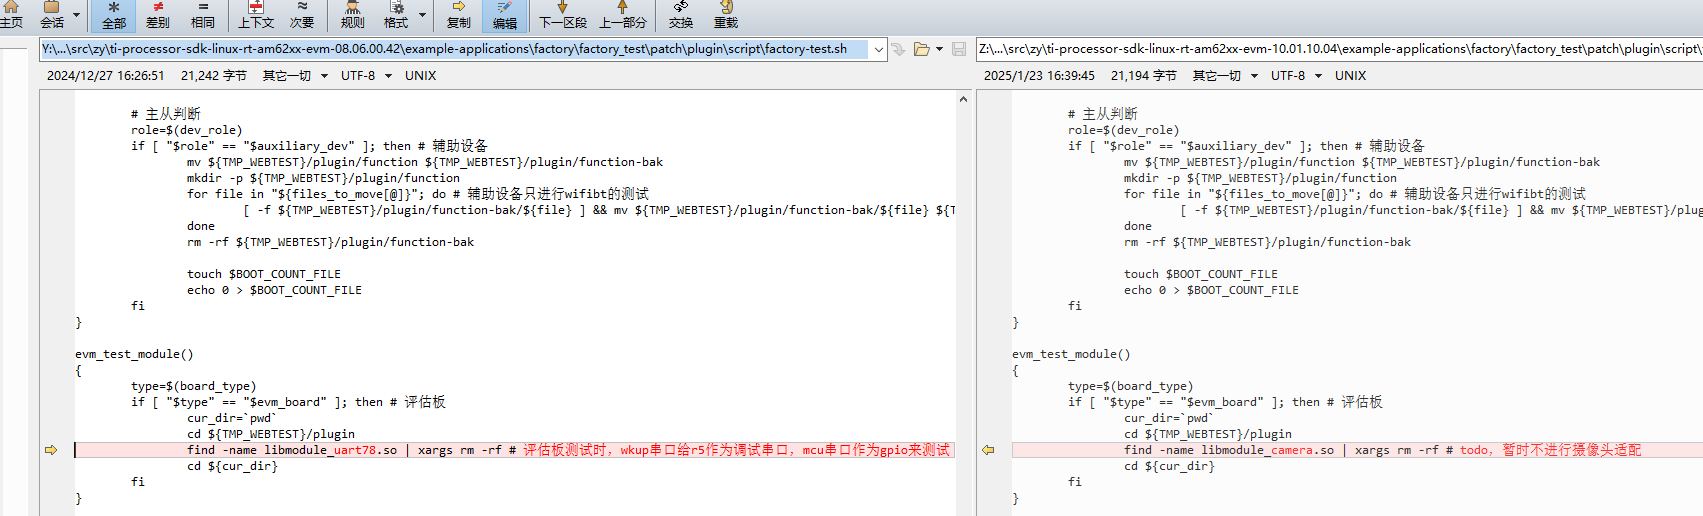 主页 会话 全部 差别 相同 上下文 次要 规则 格式 复制 编辑 下一区段 上一部分 交换 重载
Y:\...\src\zy\ti-processor-sdk-linux-rt-am62xx-evm-08.06.00.42\example-applications\factory\factory_test\patch\plugin\script\factory-test.sh
2024/12/27 16:26:51 21,242 字节 其它一切 UTF-8 UNIX
# 主从判断
role=$(dev_role)
if [ "$role" == "$auxiliary_dev" ]; then # 辅助设备
mv ${TMP_WEBTEST}/plugin/function ${TMP_WEBTEST}/plugin/function-bak
mkdir -p ${TMP_WEBTEST}/plugin/function
for file in "${files_to_move[@]}"; do # 辅助设备只进行wifibt的测试
[ -f ${TMP_WEBTEST}/plugin/function-bak/${file} ] && mv ${TMP_WEBTEST}/plugin/function-bak/${file} ${T
done
rm -rf ${TMP_WEBTEST}/plugin/function-bak
touch $BOOT_COUNT_FILE
echo 0 > $BOOT_COUNT_FILE
fi
}
evm_test_module()
{
type=$(board_type)
if [ "$type" == "$evm_board" ]; then # 评估板
cur_dir=`pwd`
cd ${TMP_WEBTEST}/plugin
find -name libmodule_uart78.so | xargs rm -rf # 评估板测试时，wkup串口给r5作为调试串口，mcu串口作为gpio来测试
cd ${cur_dir}
fi
}
Z:\...\src\zy\ti-processor-sdk-linux-rt-am62xx-evm-10.01.10.04\example-applications\factory\factory_test\patch\plugin\script\
2025/1/23 16:39:45 21,194 字节 其它一切 UTF-8 UNIX
# 主从判断
role=$(dev_role)
if [ "$role" == "$auxiliary_dev" ]; then # 辅助设备
mv ${TMP_WEBTEST}/plugin/function ${TMP_WEBTEST}/plugin/function-bak
mkdir -p ${TMP_WEBTEST}/plugin/function
for file in "${files_to_move[@]}"; do # 辅助设备只进行wifibt的测试
[ -f ${TMP_WEBTEST}/plugin/function-bak/${file} ] && mv ${TMP_WEBTEST}/plug
done
rm -rf ${TMP_WEBTEST}/plugin/function-bak
touch $BOOT_COUNT_FILE
echo 0 > $BOOT_COUNT_FILE
fi
}
evm_test_module()
{
type=$(board_type)
if [ "$type" == "$evm_board" ]; then # 评估板
cur_dir=`pwd`
cd ${TMP_WEBTEST}/plugin
find -name libmodule_camera.so | xargs rm -rf # todo，暂时不进行摄像头适配
cd ${cur_dir}
fi
}